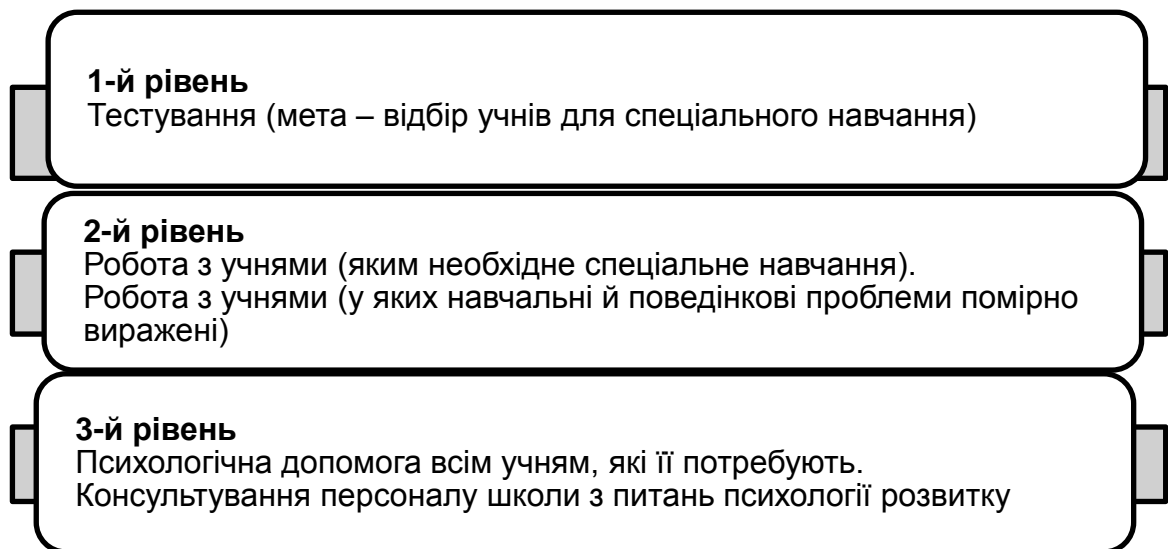 1-й рівень
Тестування (мета – відбір учнів для спеціального навчання)
2-й рівень
Робота з учнями (яким необхідне спеціальне навчання).
Робота з учнями (у яких навчальні й поведінкові проблеми помірно
виражені)
3-й рівень
Психологічна допомога всім учням, які її потребують.
Консультування персоналу школи з питань психології розвитку